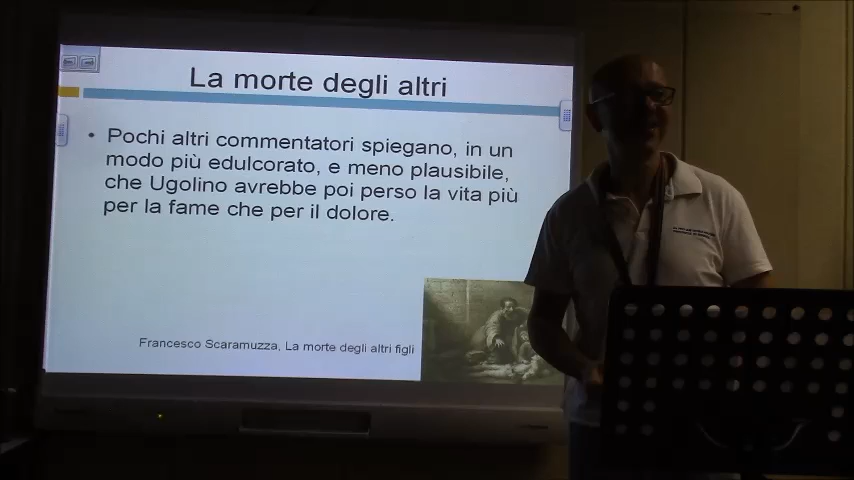 La morte degli altri
• Pochi altri commentatori spiegano, in un
modo più edulcorato, e meno plausibile,
che Ugolino avrebbe poi perso la vita più
per la fame che per il dolore.
Francesco Scaramuzza, La morte degli altri figli